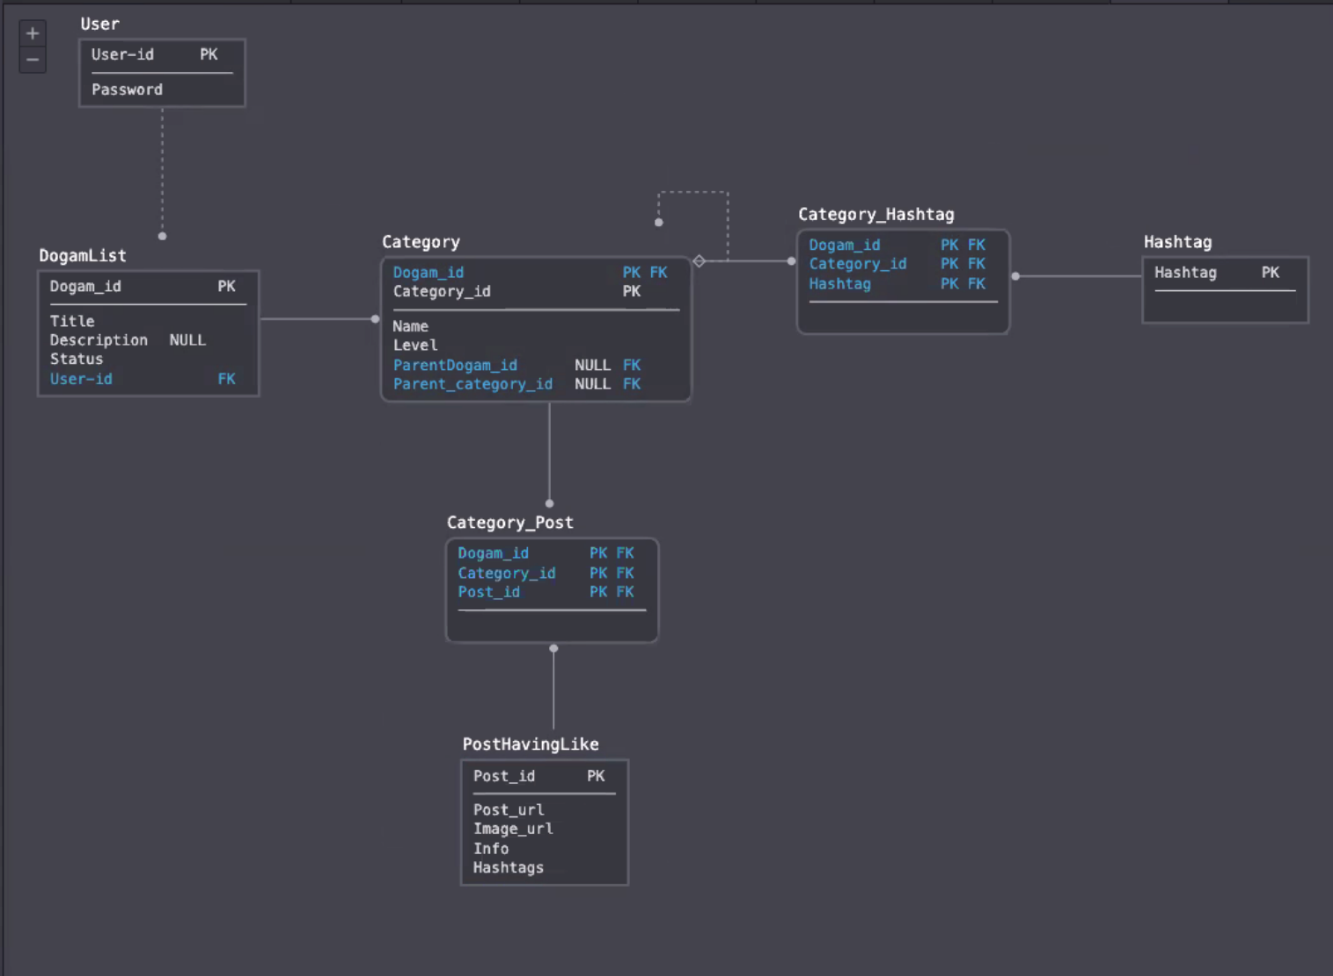 +
−
User
User-id PK
Password
DogamList
Dogam_id PK
Title
Description NULL
Status
User-id FK
Category
Dogam_id PK FK
Category_id PK
Name
Level
ParentDogam_id NULL FK
Parent_category_id NULL FK
Category_Hashtag
Dogam_id PK FK
Category_id PK FK
Hashtag PK FK
Hashtag
Hashtag PK
Category_Post
Dogam_id PK FK
Category_id PK FK
Post_id PK FK
PostHavingLike
Post_id PK
Post_url
Image_url
Info
Hashtags